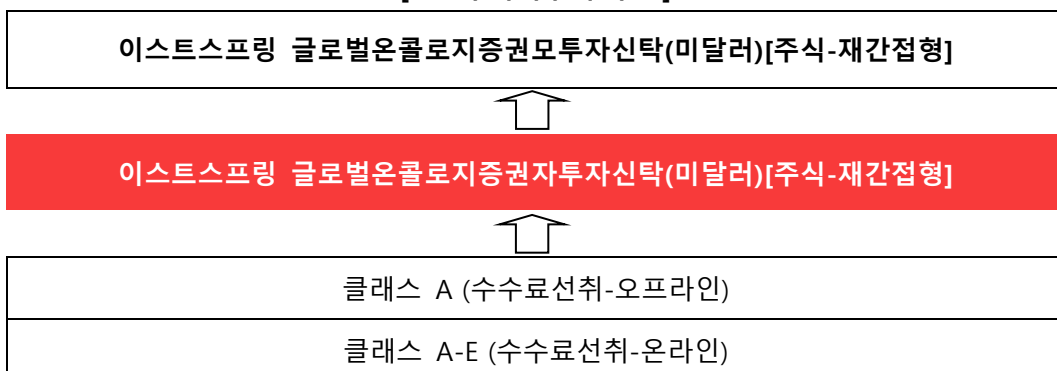 이스트스프링 글로벌온콜로지증권모투자신탁(미달러)[주식-재간접형]
이스트스프링 글로벌온콜로지증권자투자신탁(미달러)[주식-재간접형]
클래스 A (수수료선취-오프라인)
클래스 A-E (수수료선취-온라인)